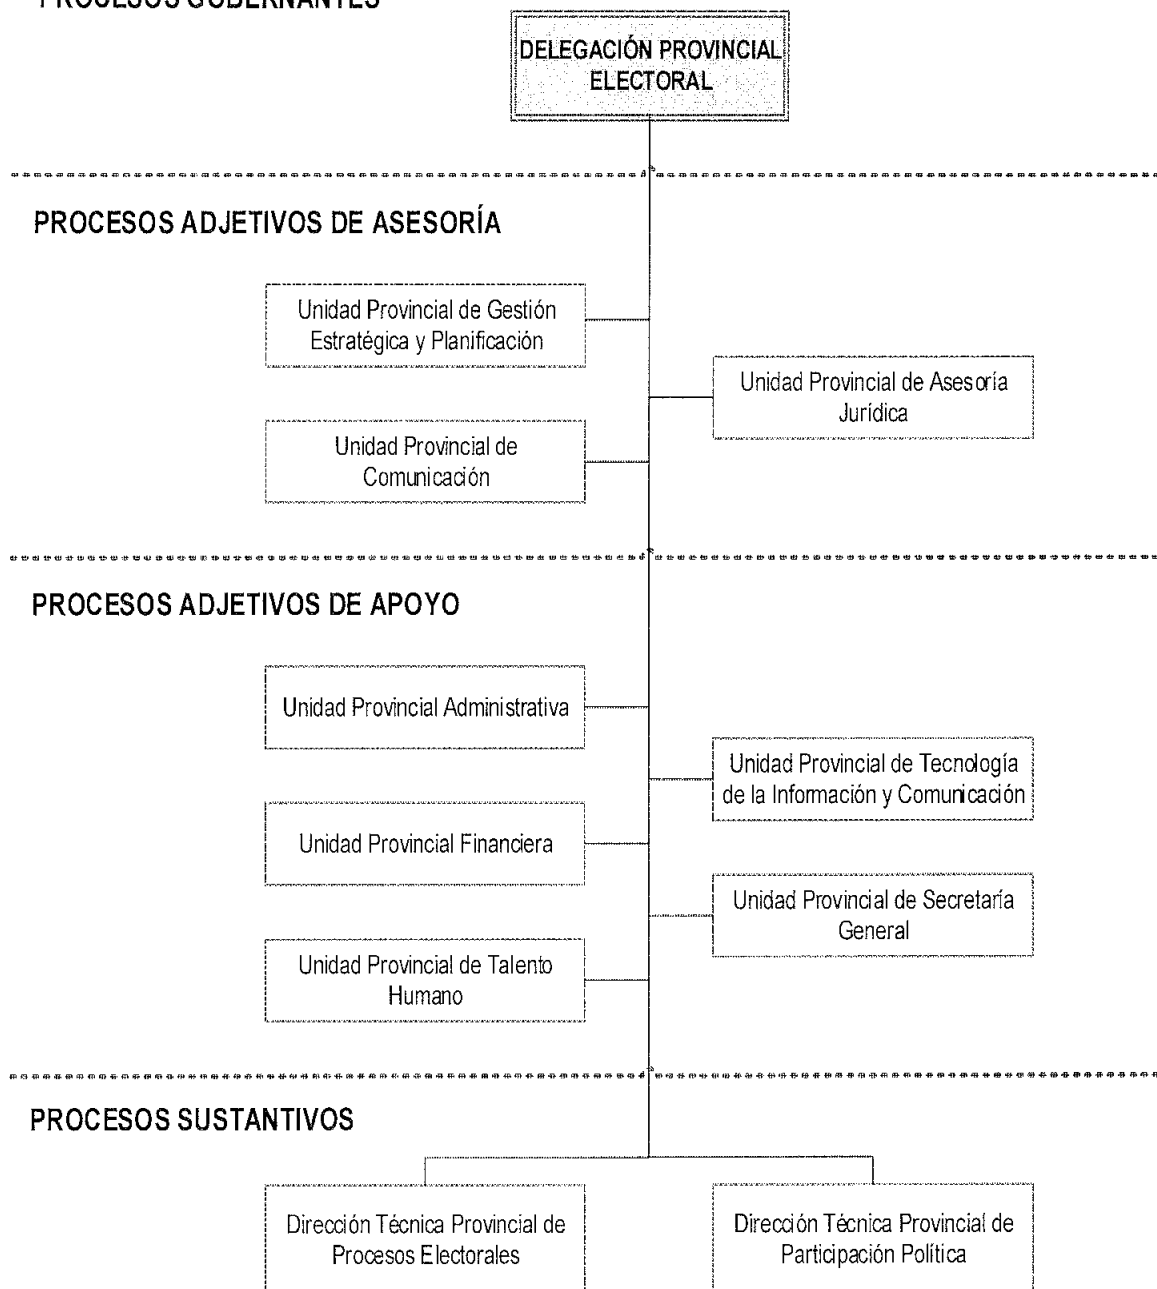 PROCESOS GOBERNANTES
DELEGACIÓN PROVINCIAL
ELECTORAL
PROCESOS ADJETIVOS DE ASESORÍA
Unidad Provincial de Gestión
Estratégica y Planificación
Unidad Provincial de Asesoría
Jurídica
Unidad Provincial de
Comunicación
PROCESOS ADJETIVOS DE APOYO
Unidad Provincial Administrativa
Unidad Provincial de Tecnología
de la Información y Comunicación
Unidad Provincial Financiera
Unidad Provincial de Secretaría
General
Unidad Provincial de Talento
Humano
PROCESOS SUSTANTIVOS
Dirección Técnica Provincial de
Procesos Electorales
Dirección Técnica Provincial de
Participación Política